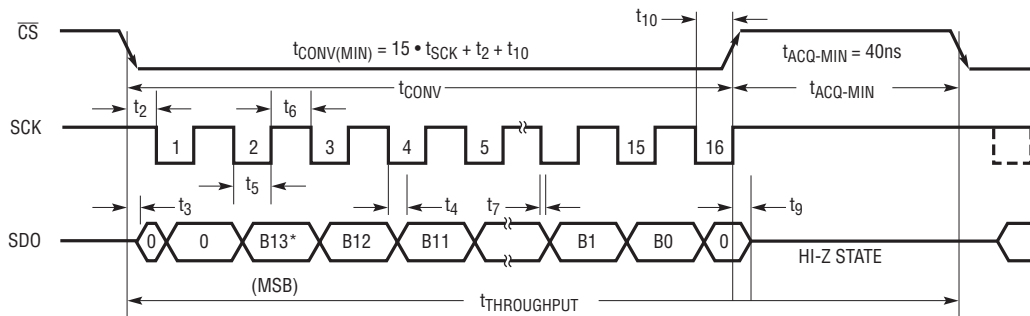 t10
CS
tCONV(MIN) = 15 • tSCK + t2 + t10
tACQ-MIN = 40ns
tCONV
tACQ-MIN
t2
t6
SCK
1 2 3 4 5 15 16
t5
t3
t4
t7
t9
SDO
0 0 B13* B12 B11 B1 B0 0
HI-Z STATE
(MSB)
tTHROUGHPUT